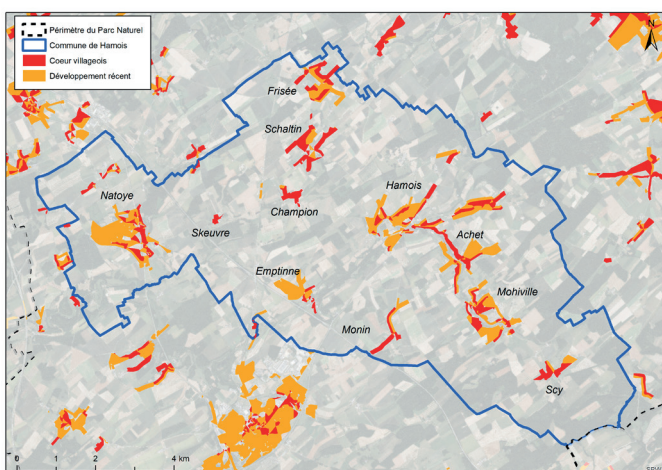 Périmètre du Parc Naturel
Commune de Hamois
Coeur villageois
Développement récent
N
Frisée
Schaltin
Natoye
Hamois
Champion
Skeuvre
Achet
Emptinne
Mohiville
Monin
Scy
0 1 2 4 km
SPW